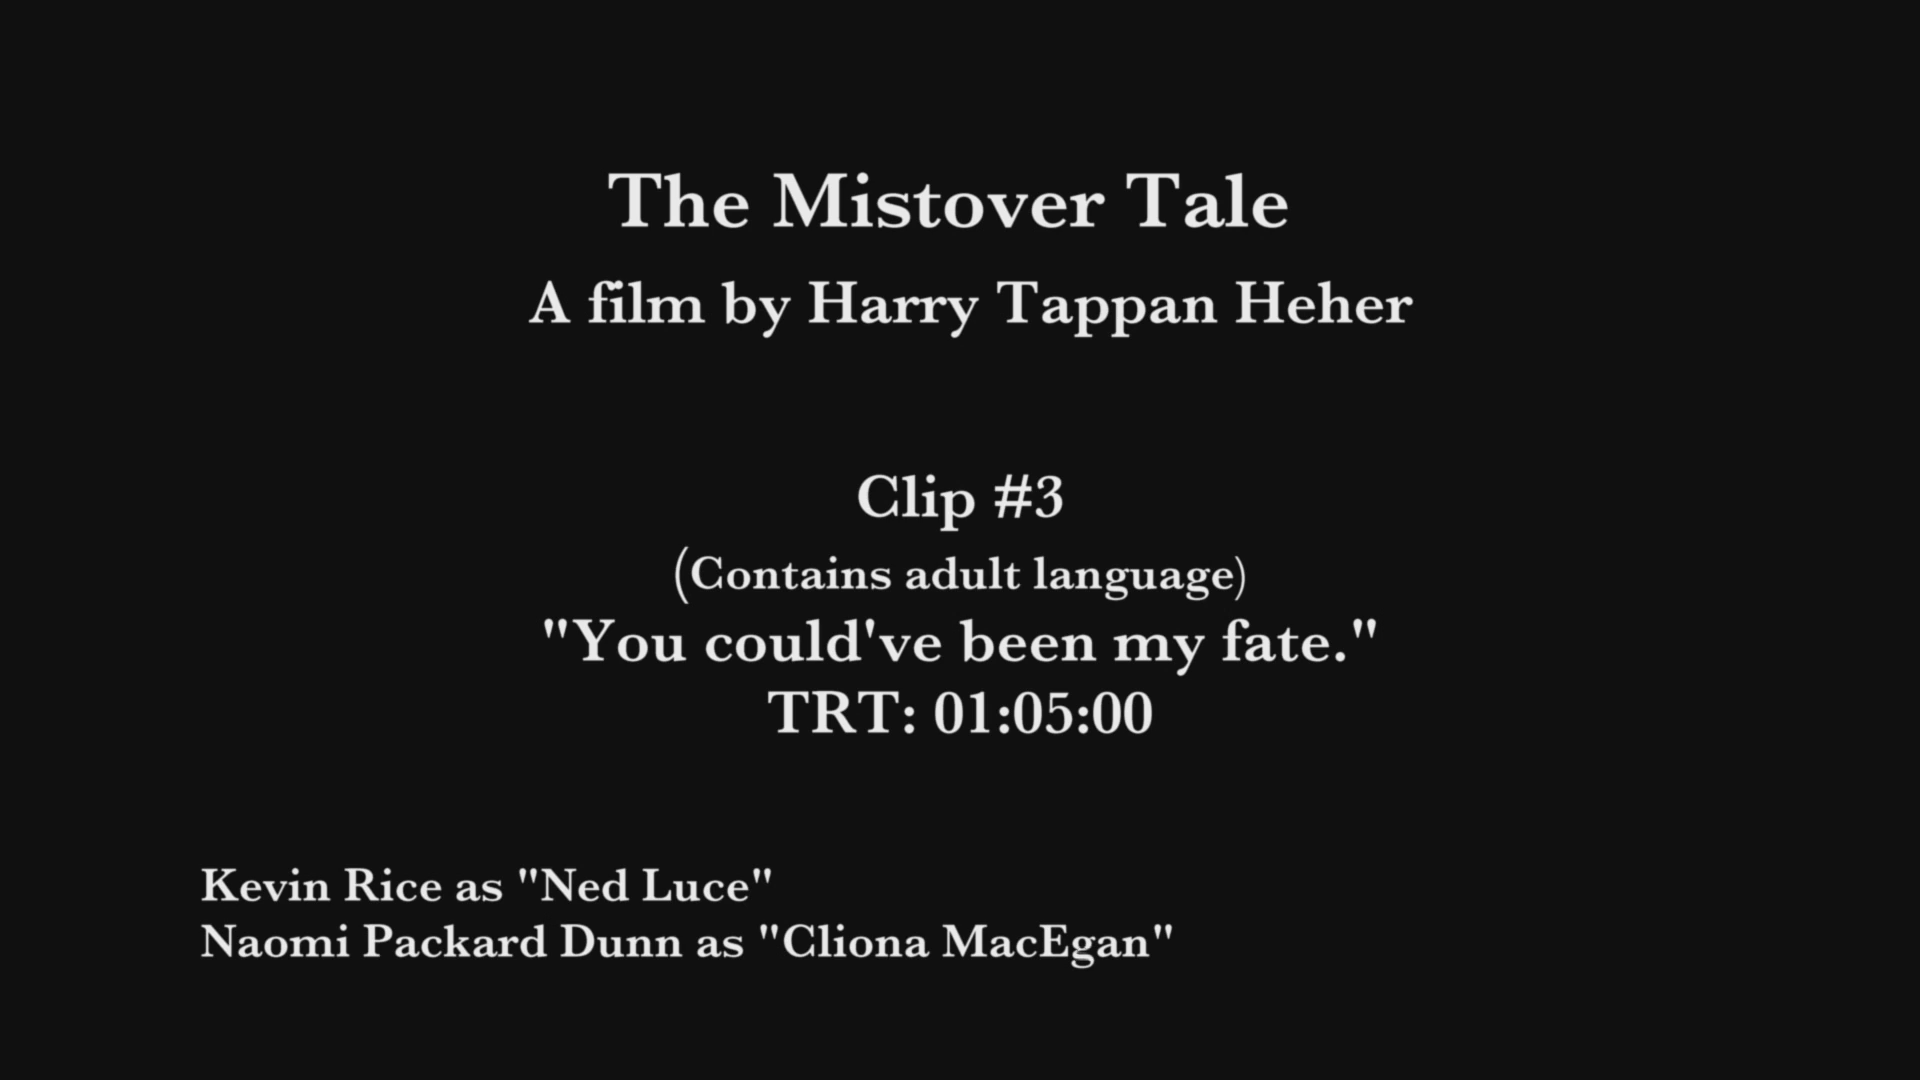 The Mistover Tale
A film by Harry Tappan Heher
Clip #3
(Contains adult language)
"You could've been my fate."
TRT: 01:05:00
Kevin Rice as "Ned Luce"
Naomi Packard Dunn as "Cliona MacEgan"